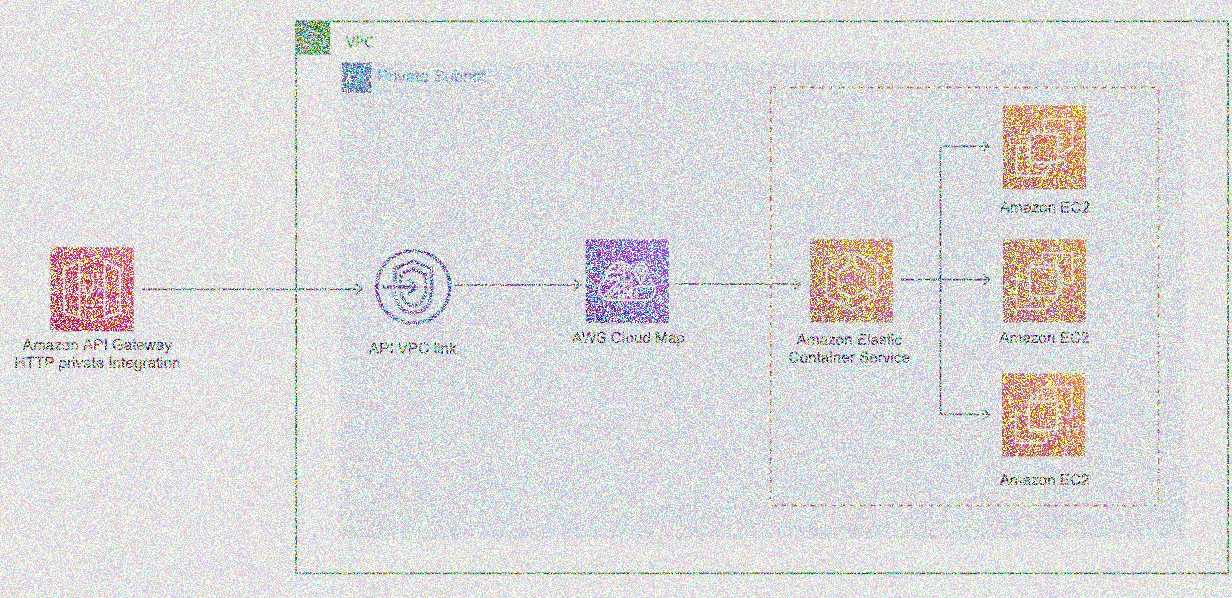 VPC
Private Subnet
Amazon API Gateway
HTTP private Integration
API VPC link
AWS Cloud Map
Amazon Elastic
Container Service
Amazon EC2
Amazon EC2
Amazon EC2